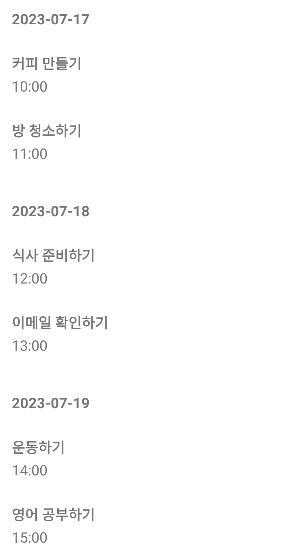 2023-07-17
커피 만들기
10:00
방 청소하기
11:00
2023-07-18
식사 준비하기
12:00
이메일 확인하기
13:00
2023-07-19
운동하기
14:00
영어 공부하기
15:00